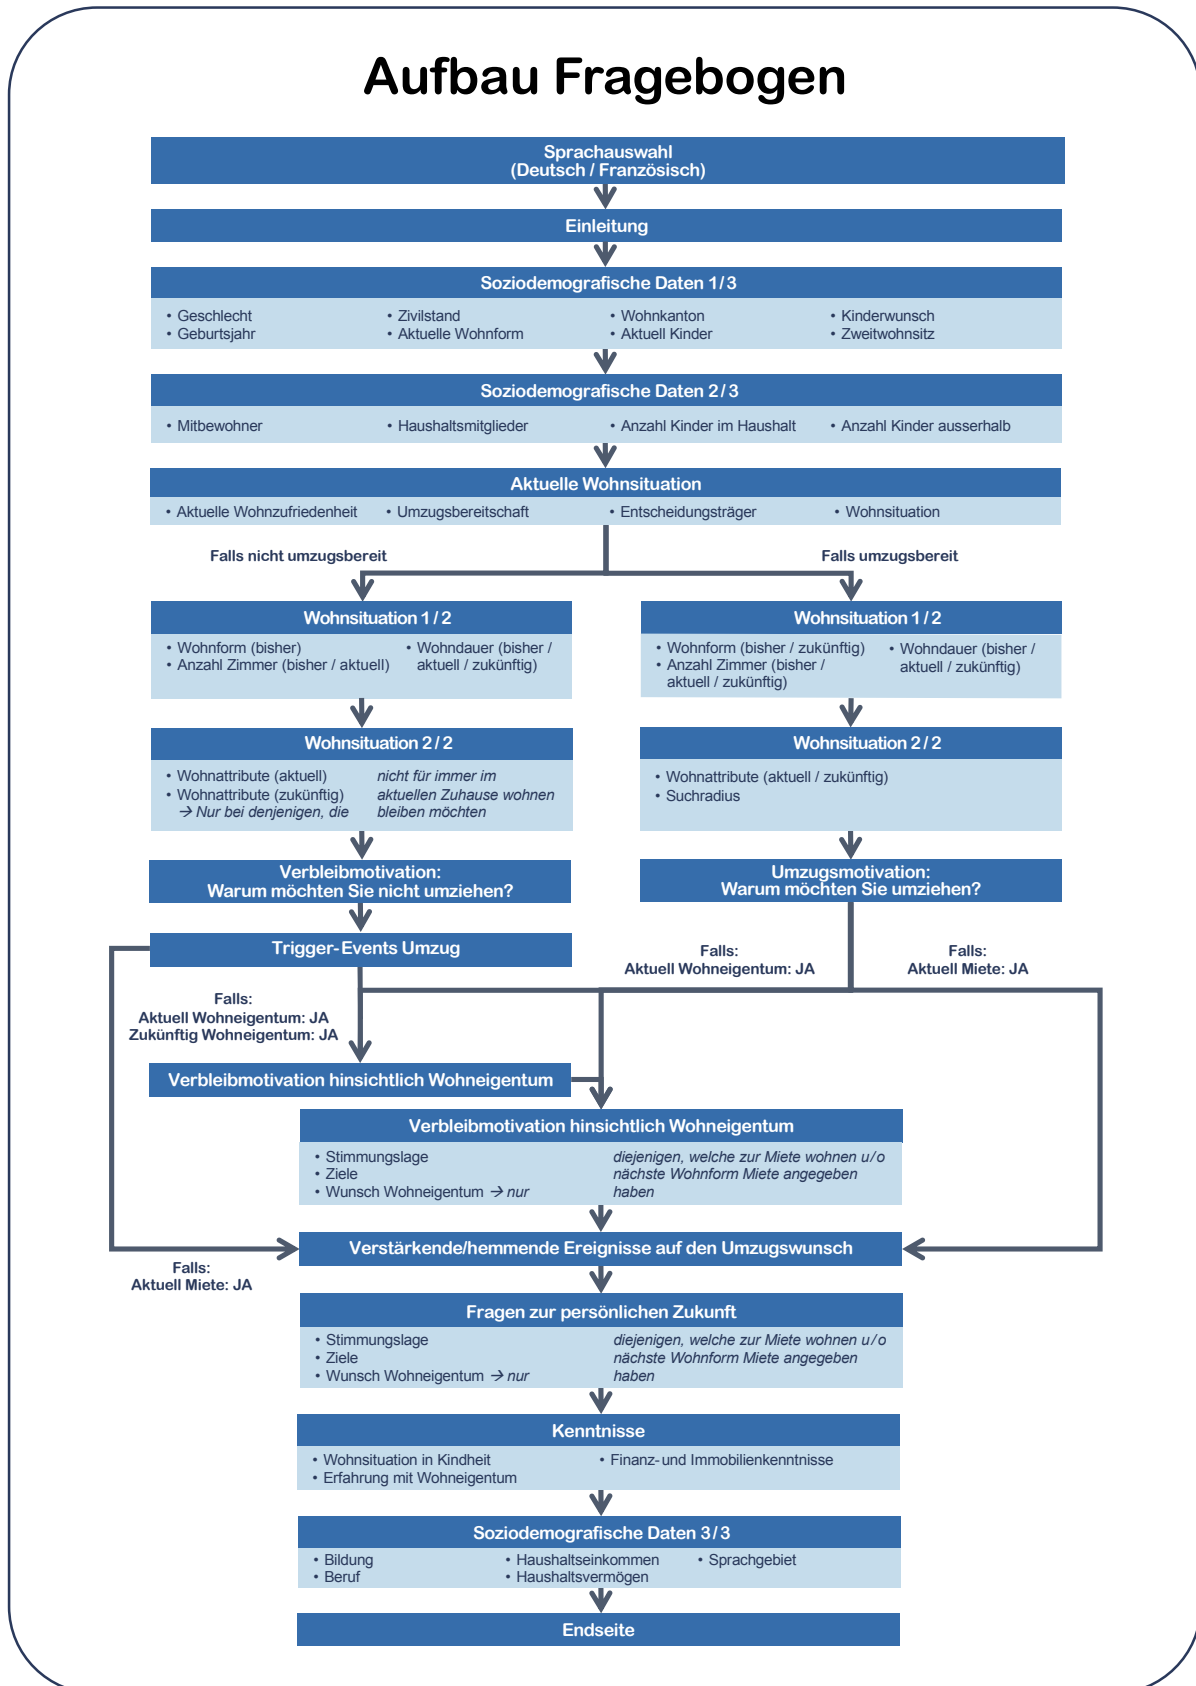 Aufbau Fragebogen
Sprachauswahl
(Deutsch / Französisch)
Einleitung
Soziodemografische Daten 1/3
• Geschlecht
• Geburtsjahr
• Zivilstand
• Aktuelle Wohnform
• Wohnkanton
• Aktuell Kinder
• Kinderwunsch
• Zweitwohnsitz
Soziodemografische Daten 2/3
• Mitbewohner
• Haushaltsmitglieder
• Anzahl Kinder im Haushalt
• Anzahl Kinder ausserhalb
Aktuelle Wohnsituation
• Aktuelle Wohnzufriedenheit
• Umzugsbereitschaft
• Entscheidungsträger
• Wohnsituation
Falls nicht umzugsbereit
Falls umzugsbereit
Wohnsituation 1/2
• Wohnform (bisher)
• Anzahl Zimmer (bisher / aktuell)
• Wohndauer (bisher /
aktuell / zukünftig)
Wohnsituation 1/2
• Wohnform (bisher / zukünftig)
• Anzahl Zimmer (bisher /
aktuell / zukünftig)
• Wohndauer (bisher /
aktuell / zukünftig)
Wohnsituation 2/2
• Wohnattribute (aktuell)
• Wohnattribute (zukünftig)
→ Nur bei denjenigen, die
nicht für immer im
aktuellen Zuhause wohnen
bleiben möchten
Wohnsituation 2/2
• Wohnattribute (aktuell / zukünftig)
• Suchradius
Verbleibmotivation:
Warum möchten Sie nicht umziehen?
Umzugsmotivation:
Warum möchten Sie umziehen?
Trigger-Events Umzug
Falls:
Aktuell Wohneigentum: JA
Falls:
Aktuell Miete: JA
Falls:
Aktuell Wohneigentum: JA
Zukünftig Wohneigentum: JA
Verbleibmotivation hinsichtlich Wohneigentum
Verbleibmotivation hinsichtlich Wohneigentum
• Stimmungslage
• Ziele
• Wunsch Wohneigentum → nur
diejenigen, welche zur Miete wohnen u/o
nächste Wohnform Miete angegeben
haben
Verstärkende/hemmende Ereignisse auf den Umzugswunsch
Falls:
Aktuell Miete: JA
Fragen zur persönlichen Zukunft
• Stimmungslage
• Ziele
• Wunsch Wohneigentum → nur
diejenigen, welche zur Miete wohnen u/o
nächste Wohnform Miete angegeben
haben
Kenntnisse
• Wohnsituation in Kindheit
• Erfahrung mit Wohneigentum
• Finanz-und Immobilienkenntnisse
Soziodemografische Daten 3/3
• Bildung
• Beruf
• Haushaltseinkommen
• Haushaltsvermögen
• Sprachgebiet
Endseite